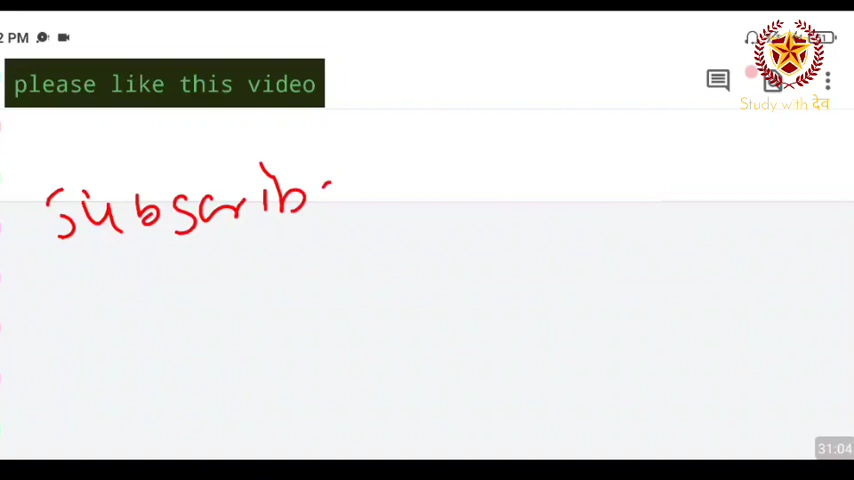 2 PM
please like this video
Study with देव
subscrib
31:04